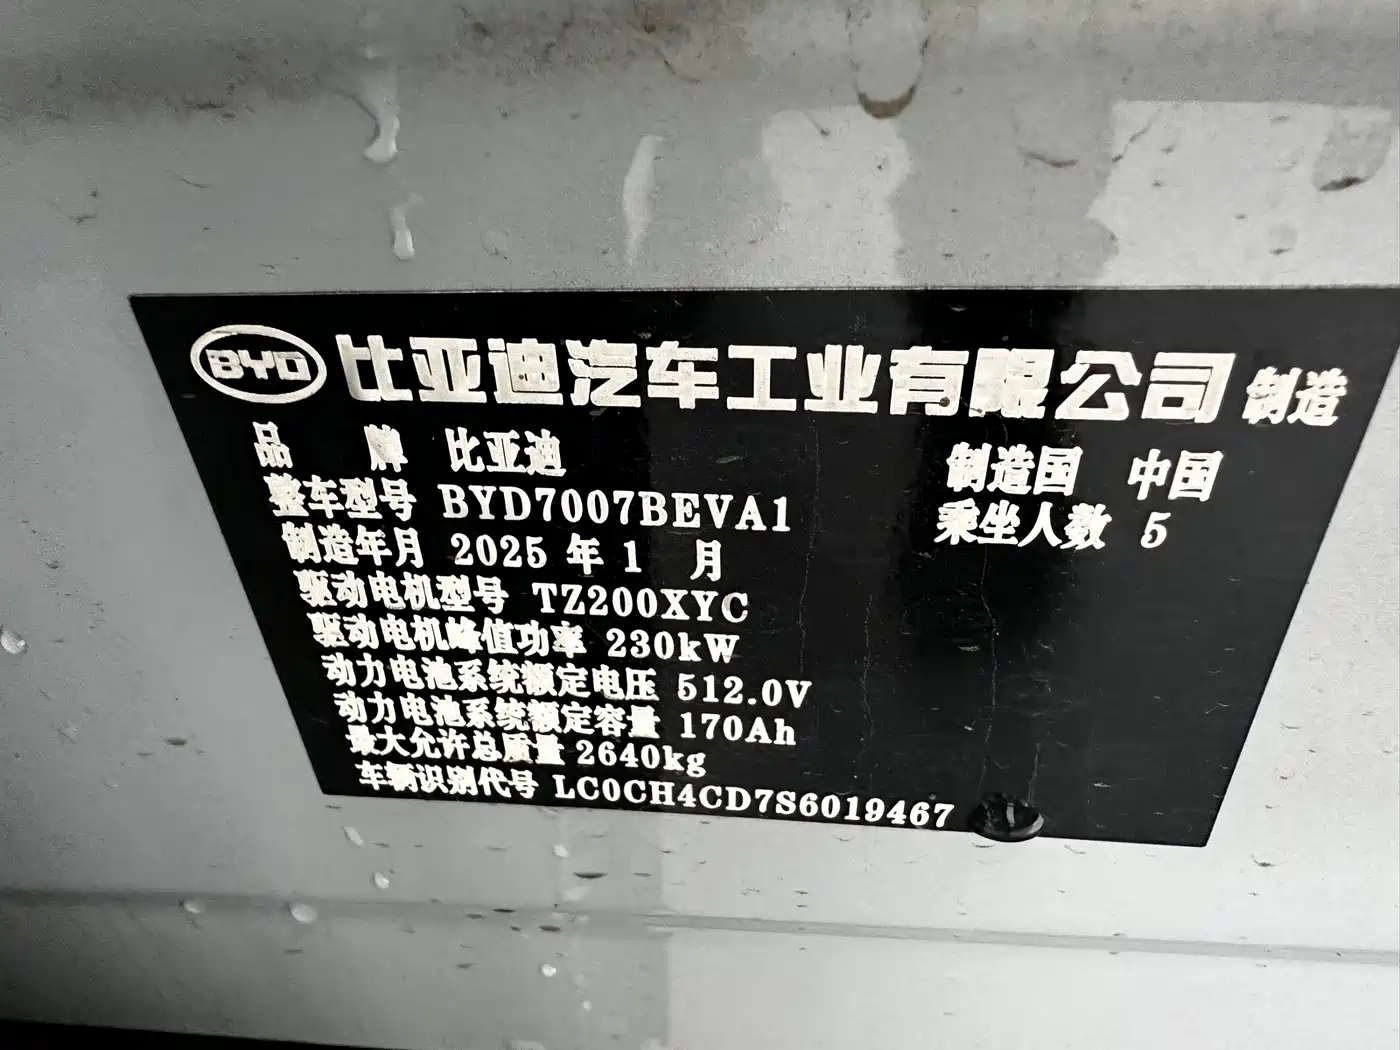 BYD 比亚迪汽车工业有限公司 制造
品 牌 比亚迪 制造国 中国
整车型号 BYD7007BEVA1 乘坐人数 5
制造年月 2025 年 1 月
驱动电机型号 TZ200XYC
驱动电机峰值功率 230kW
动力电池系统额定电压 512.0V
动力电池系统额定容量 170Ah
最大允许总质量 2640kg
车辆识别代号 LC0CH4CD7S6019467